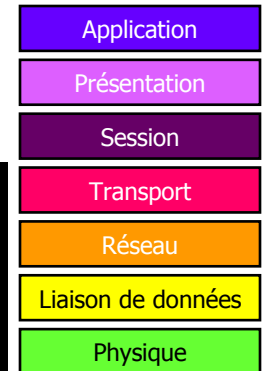 Application
Présentation
Session
Transport
Réseau
Liaison de données
Physique